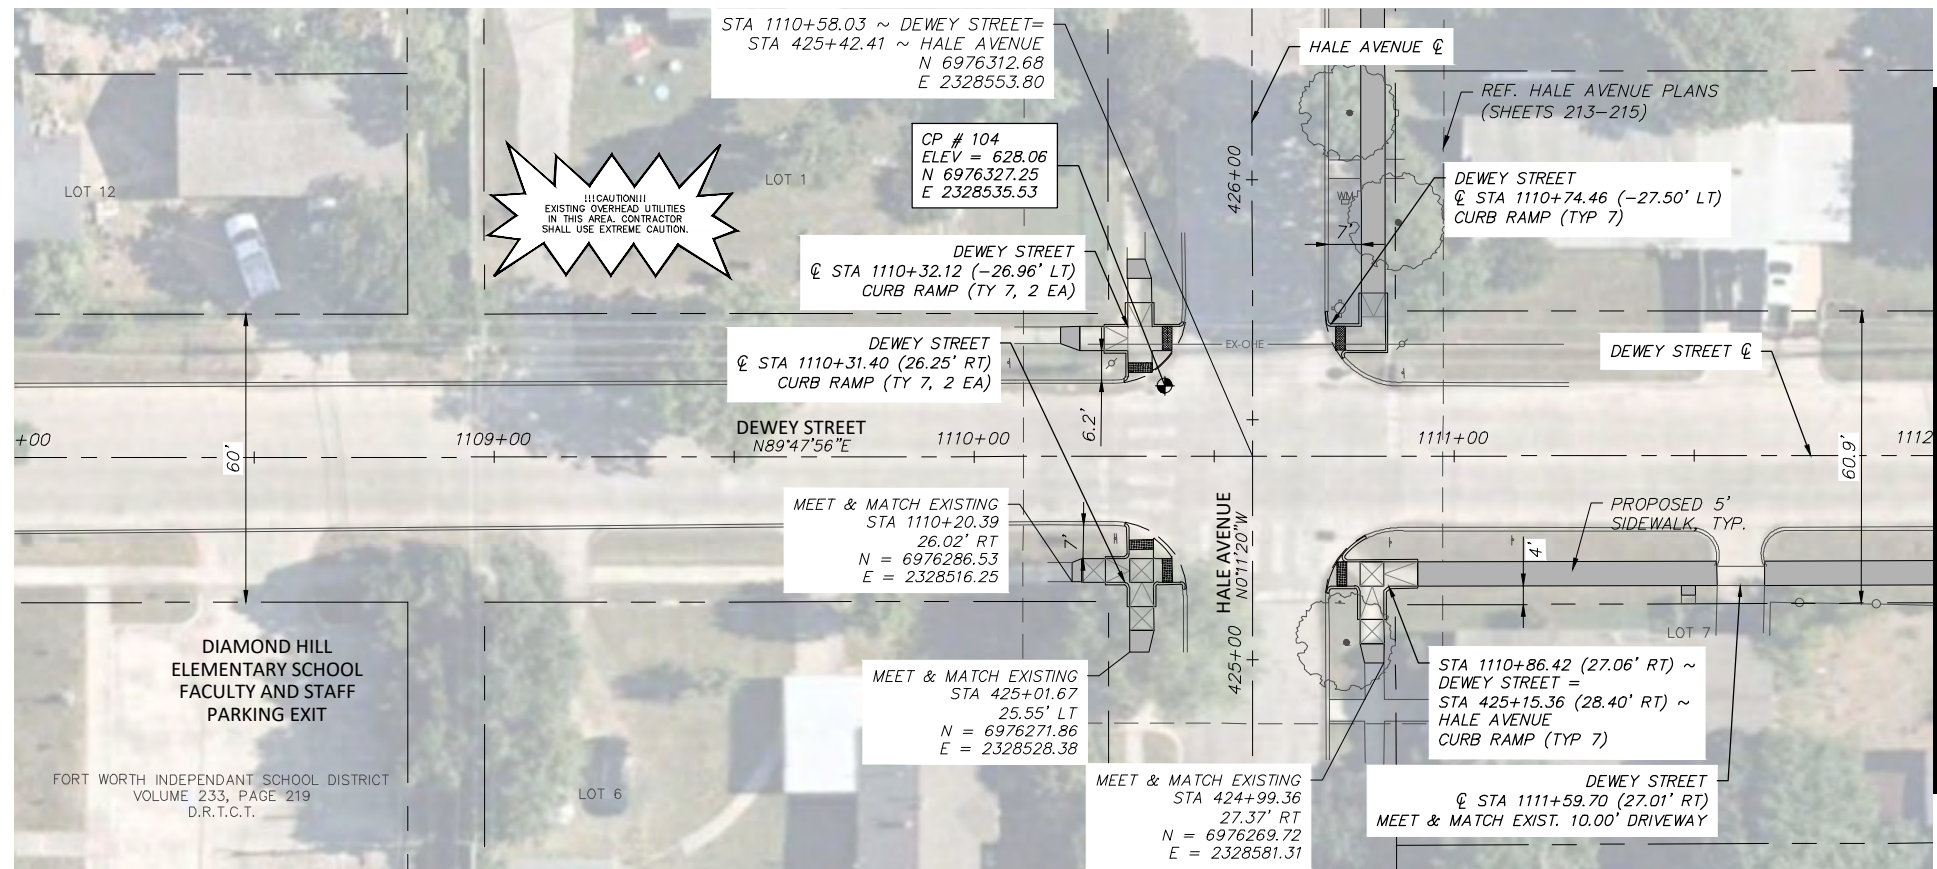 STA 1110+58.03 ~ DEWEY STREET=
STA 425+42.41 ~ HALE AVENUE
N 6976312.68
E 2328553.80
HALE AVENUE ℄
REF. HALE AVENUE PLANS
(SHEETS 213-215)
CP # 104
ELEV = 628.06
N 6976327.25
E 2328535.53
LOT 12
!!!CAUTION!!!
EXISTING OVERHEAD UTILITIES
IN THIS AREA. CONTRACTOR
SHALL USE EXTREME CAUTION.
LOT 1
426+00
WM
7'
DEWEY STREET
℄ STA 1110+74.46 (-27.50' LT)
CURB RAMP (TYP 7)
DEWEY STREET
℄ STA 1110+32.12 (-26.96' LT)
CURB RAMP (TY 7, 2 EA)
DEWEY STREET
℄ STA 1110+31.40 (26.25' RT)
CURB RAMP (TY 7, 2 EA)
EX-OHE
DEWEY STREET ℄
+00
60'
1109+00
DEWEY STREET
N89°47'56"E
1110+00
6.2'
1111+00
60.9'
1112
MEET & MATCH EXISTING
STA 1110+20.39
26.02' RT
N = 6976286.53
E = 2328516.25
7'
HALE AVENUE
N0°11'20"W
PROPOSED 5'
SIDEWALK, TYP.
4'
425+00
LOT 7
DIAMOND HILL
ELEMENTARY SCHOOL
FACULTY AND STAFF
PARKING EXIT
MEET & MATCH EXISTING
STA 425+01.67
25.55' LT
N = 6976271.86
E = 2328528.38
STA 1110+86.42 (27.06' RT) ~
DEWEY STREET =
STA 425+15.36 (28.40' RT) ~
HALE AVENUE
CURB RAMP (TYP 7)
FORT WORTH INDEPENDANT SCHOOL DISTRICT
VOLUME 233, PAGE 219
D.R.T.C.T.
LOT 6
MEET & MATCH EXISTING
STA 424+99.36
27.37' RT
N = 6976269.72
E = 2328581.31
DEWEY STREET
℄ STA 1111+59.70 (27.01' RT)
MEET & MATCH EXIST. 10.00' DRIVEWAY